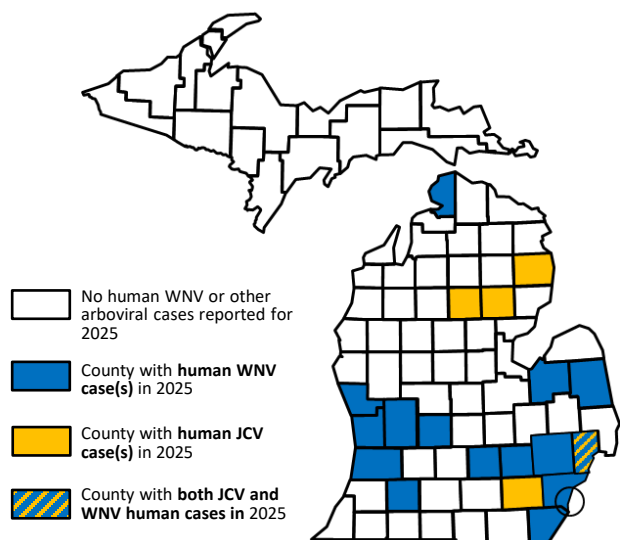 No human WNV or other
arboviral cases reported for
2025
County with human WNV
case(s) in 2025
County with human JCV
case(s) in 2025
County with both JCV and
WNV human cases in 2025